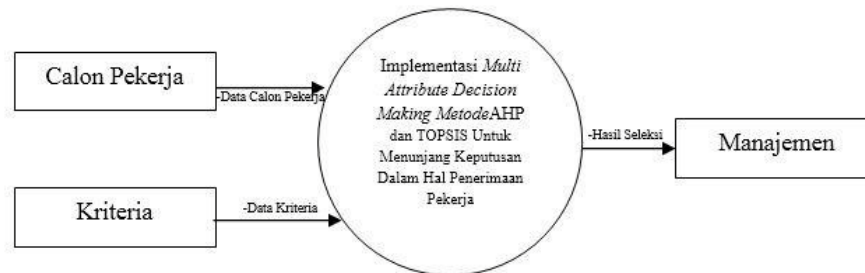 Calon Pekerja
-Data Calon Pekerja
Kriteria
-Data Kriteria
Implementasi Multi
Attribute Decision
Making MetodeAHP
dan TOPSIS Untuk
Menunjang Keputusan
Dalam Hal Penerimaan
Pekerja
-Hasil Seleksi
Manajemen